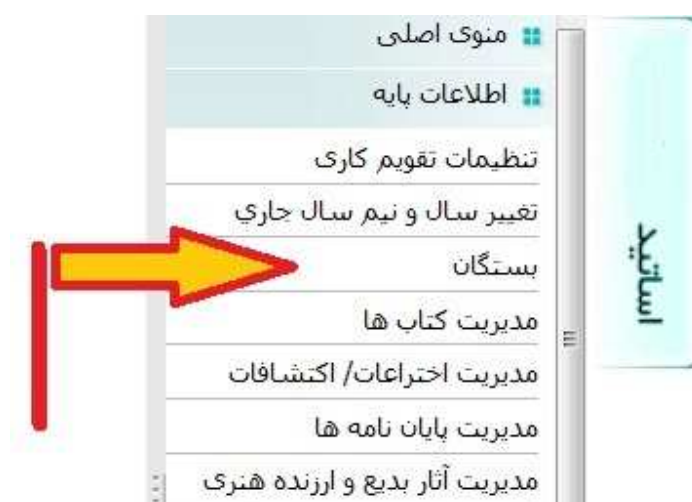 منوی اصلی
اطلاعات پایه
تنظیمات تقویم کاری
تغییر سال و نیم سال جاري
بستگان
مدیریت کتاب ها
مدیریت اختراعات/ اکتشافات
مدیریت پایان نامه ها
مدیریت آثار بدیع و ارزنده هنری
اساتید